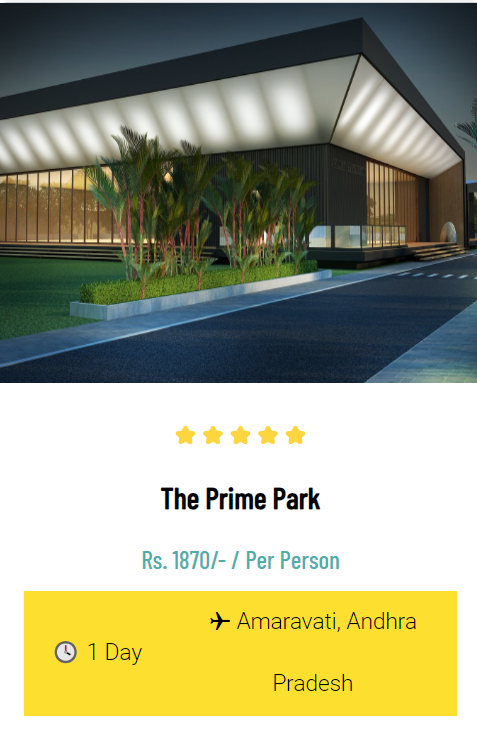 The Prime Park
Rs. 1870/- / Per Person
1 Day
Amaravati, Andhra
Pradesh